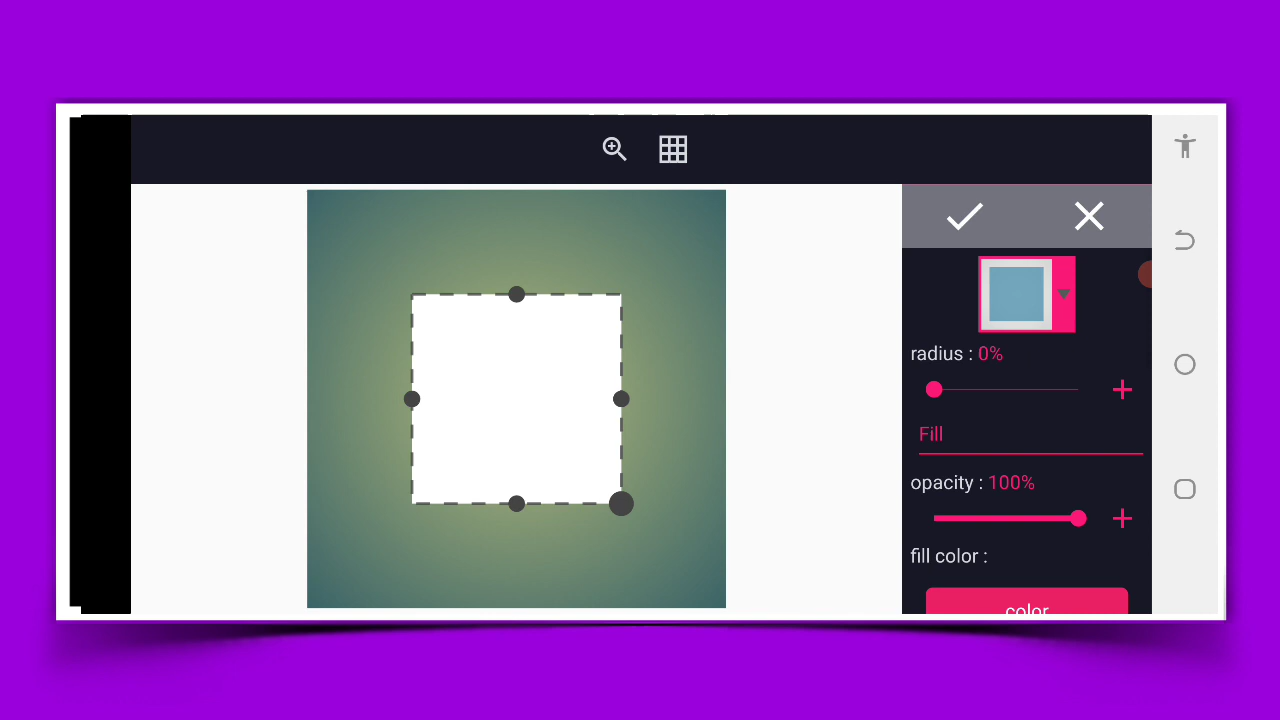 radius : 0%
Fill
opacity : 100%
fill color :
color